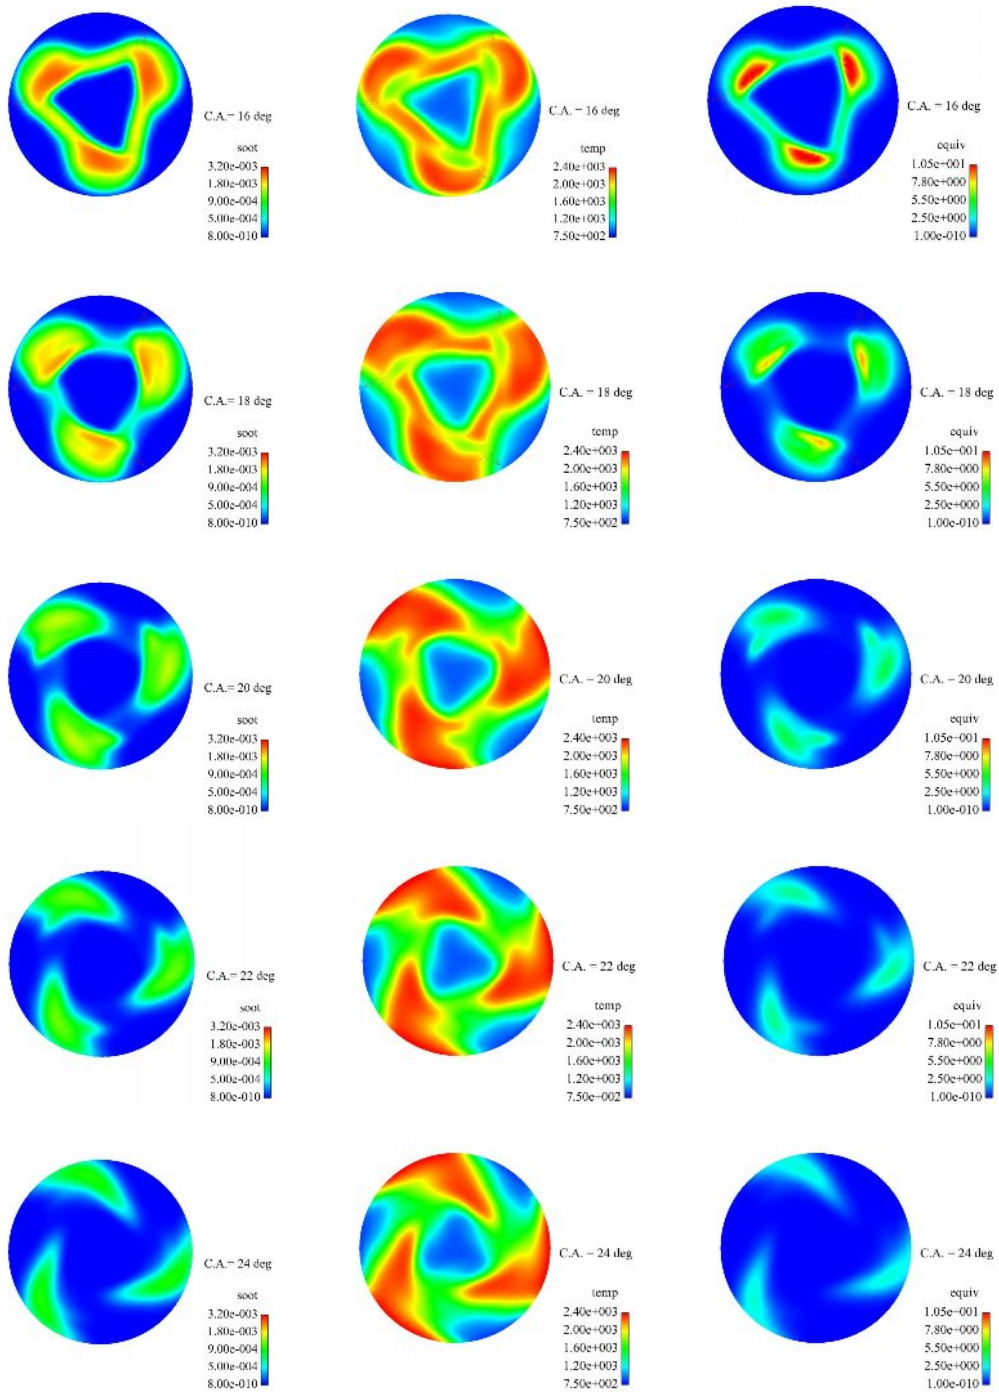 C.A.= 16 deg
soot
3.20e-003
1.80e-003
9.00e-004
5.00e-004
8.00e-010
C.A. = 16 deg
temp
2.40e+003
2.00e+003
1.60e+003
1.20e+003
7.50e+002
C.A. = 16 deg
equiv
1.05e+001
7.80e+000
5.50e+000
2.50e+000
1.00e-010
C.A.= 18 deg
soot
3.20e-003
1.80e-003
9.00e-004
5.00e-004
8.00e-010
C.A. = 18 deg
temp
2.40e+003
2.00e+003
1.60e+003
1.20e+003
7.50e+002
C.A. = 18 deg
equiv
1.05e+001
7.80e+000
5.50e+000
2.50e+000
1.00e-010
C.A.= 20 deg
soot
3.20e-003
1.80e-003
9.00e-004
5.00e-004
8.00e-010
C.A. = 20 deg
temp
2.40e+003
2.00e+003
1.60e+003
1.20e+003
7.50e+002
C.A. = 20 deg
equiv
1.05e+001
7.80e+000
5.50e+000
2.50e+000
1.00e-010
C.A.= 22 deg
soot
3.20e-003
1.80e-003
9.00e-004
5.00e-004
8.00e-010
C.A. = 22 deg
temp
2.40e+003
2.00e+003
1.60e+003
1.20e+003
7.50e+002
C.A. = 22 deg
equiv
1.05e+001
7.80e+000
5.50e+000
2.50e+000
1.00e-010
C.A.= 24 deg
soot
3.20e-003
1.80e-003
9.00e-004
5.00e-004
8.00e-010
C.A. = 24 deg
temp
2.40e+003
2.00e+003
1.60e+003
1.20e+003
7.50e+002
C.A. = 24 deg
equiv
1.05e+001
7.80e+000
5.50e+000
2.50e+000
1.00e-010